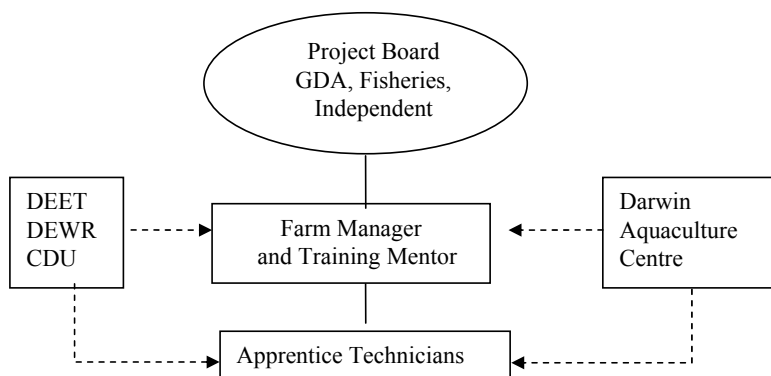 Project Board
GDA, Fisheries,
Independent
DEET
DEWR
CDU
Farm Manager
and Training Mentor
Darwin
Aquaculture
Centre
Apprentice Technicians